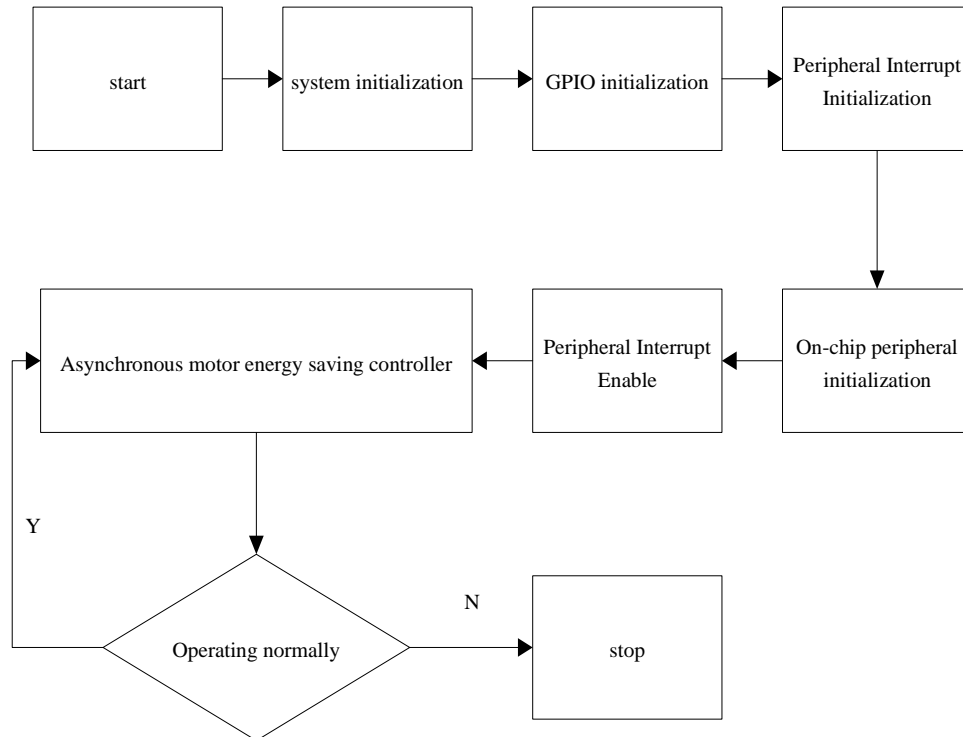 start
system initialization
GPIO initialization
Peripheral Interrupt
Initialization
On-chip peripheral
initialization
Peripheral Interrupt
Enable
Asynchronous motor energy saving controller
Y
Operating normally
N
stop